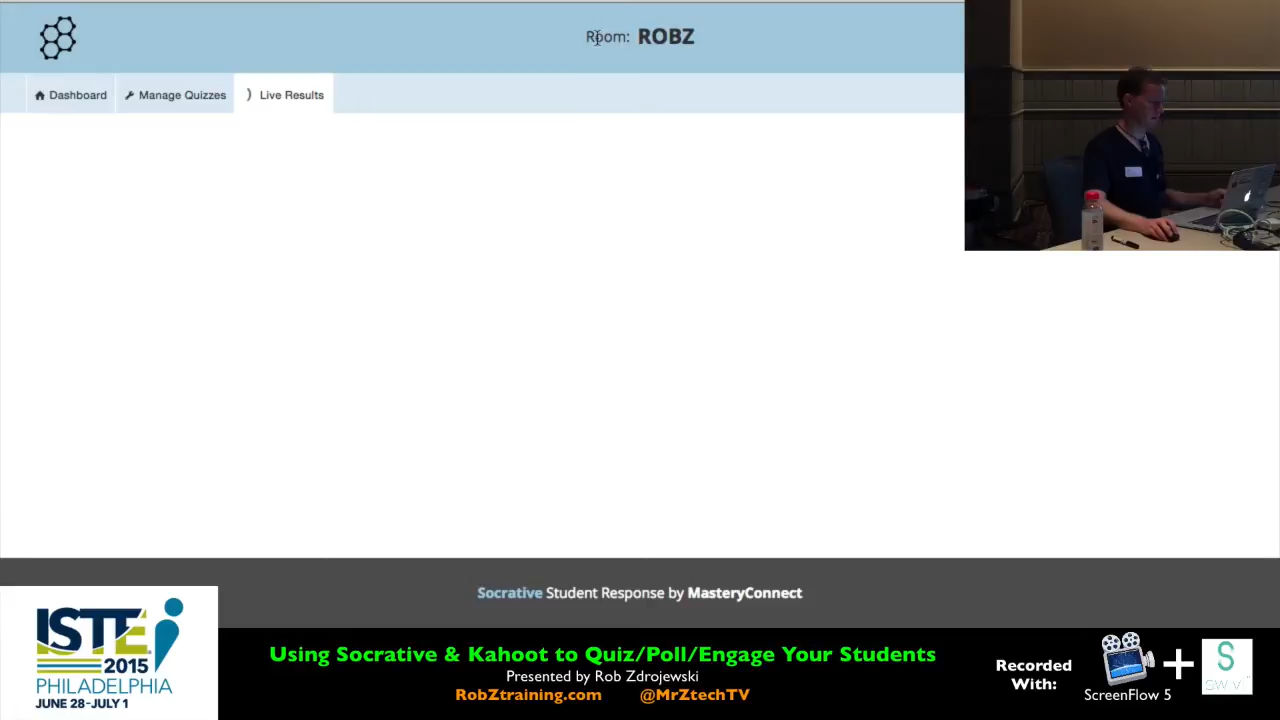 Room: ROBZ
Dashboard
Manage Quizzes
Live Results
Socrative Student Response by MasteryConnect
ISTE
2015
PHILADELPHIA
JUNE 28-JULY 1
Using Socrative & Kahoot to Quiz/Poll/Engage Your Students
Presented by Rob Zdrojewski
RobZtraining.com @MrZtechTV
Recorded
With:
ScreenFlow 5
S